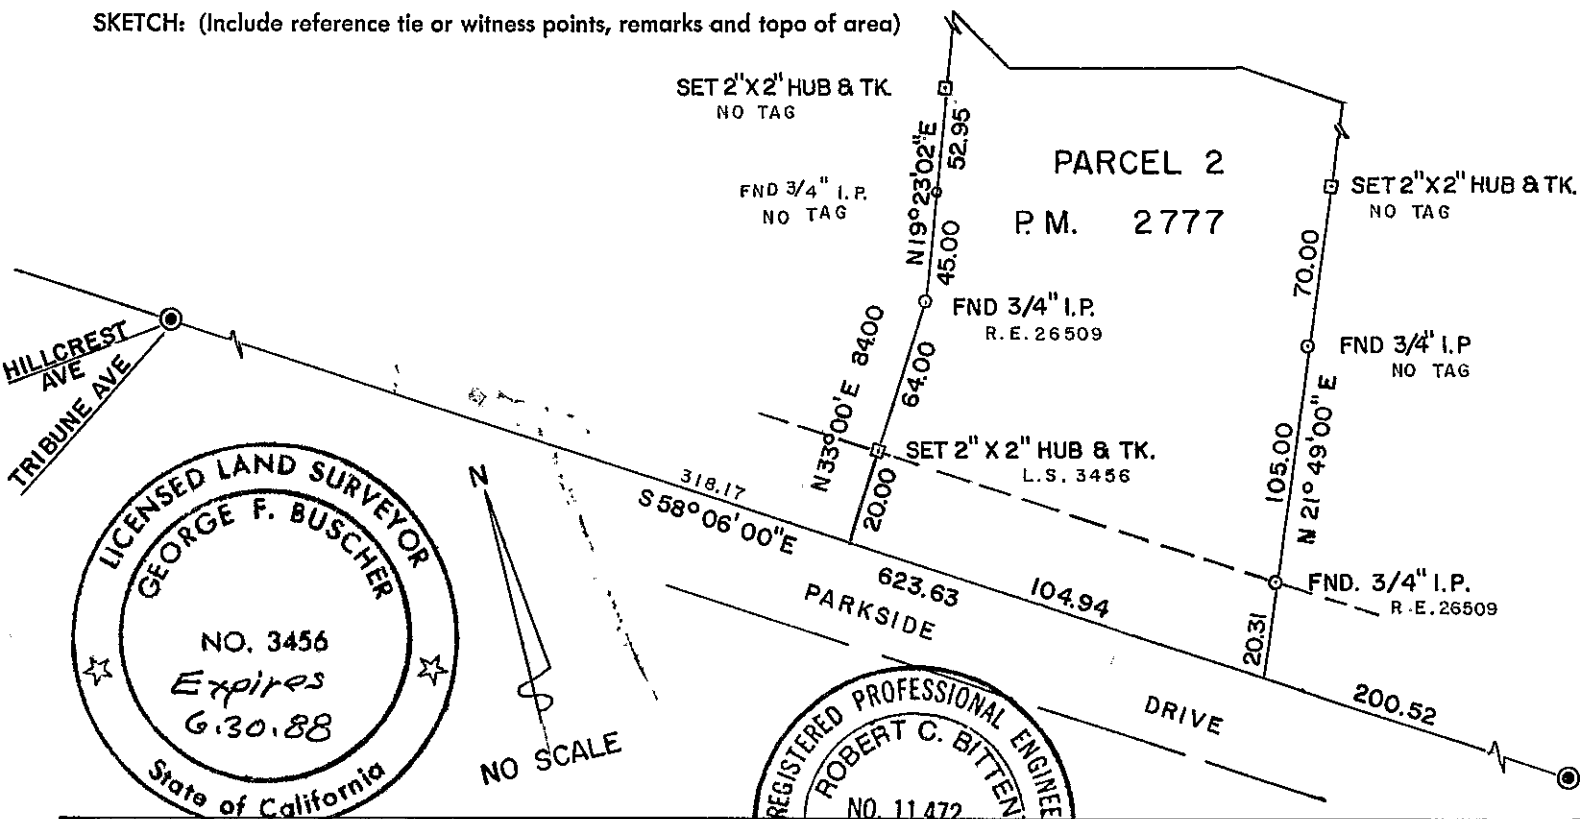 SKETCH: (Include reference tie or witness points, remarks and topo of area)
SET 2"X2" HUB & TK.
NO TAG
N19°23'02"E
52.95
PARCEL 2
P.M. 2777
SET 2"X2" HUB & TK.
NO TAG
FND 3/4" I.P.
NO TAG
45.00
70.00
FND 3/4" I.P.
R.E.26509
FND 3/4" I.P
NO TAG
HILLCREST
AVE
TRIBUNE AVE
N33°00'E 84.00
64.00
SET 2" X 2" HUB & TK.
L.S. 3456
105.00
N 21°49'00"E
318.17
S58°06'00"E
20.00
FND. 3/4" I.P.
R.E.26509
623.63
104.94
20.31
200.52
PARKSIDE
DRIVE
N
NO SCALE
LICENSED LAND SURVEYOR
GEORGE F. BUSCHER
NO. 3456
Expires
6.30.88
State of California
REGISTERED PROFESSIONAL ENGINEE
ROBERT C. BITTEN
NO. 11472